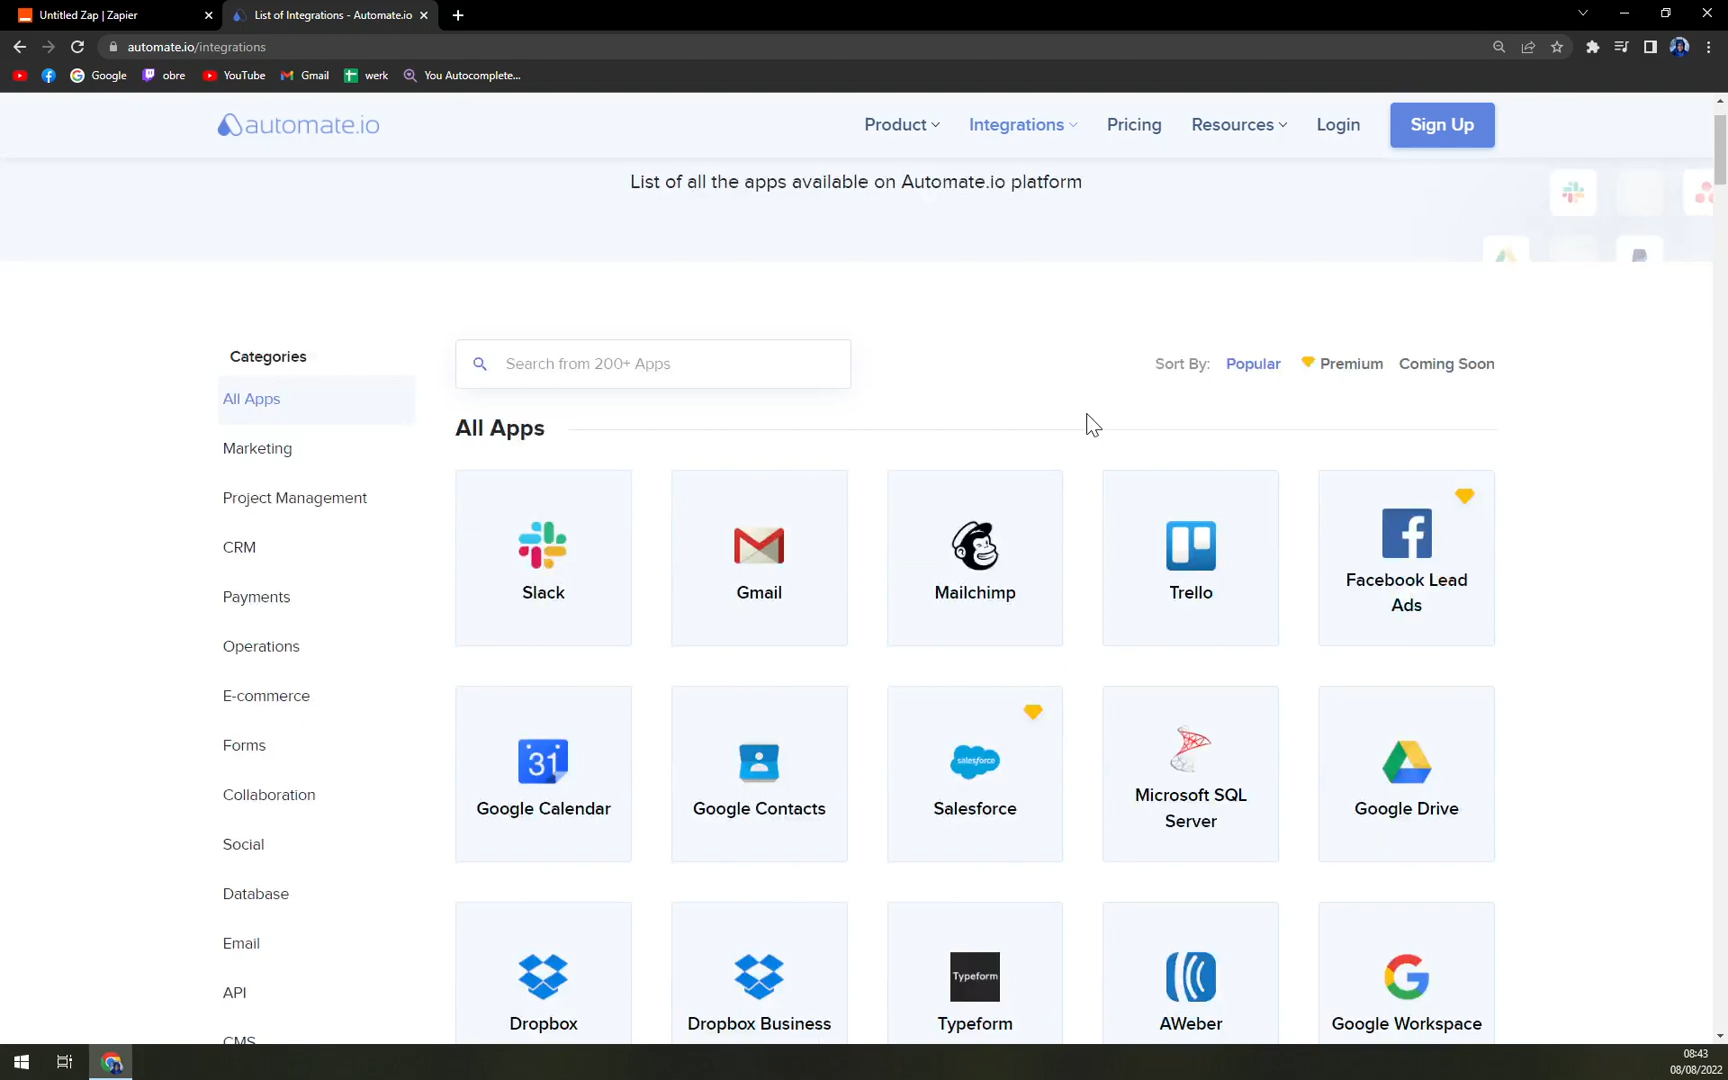 Untitled Zap | Zapier
List of Integrations - Automate.io
automate.io/integrations
Google
obre
YouTube
Gmail
werk
You Autocomplete...
automate.io
Product
Integrations
Pricing
Resources
Login
Sign Up
List of all the apps available on Automate.io platform
Categories
All Apps
Marketing
Project Management
CRM
Payments
Operations
E-commerce
Forms
Collaboration
Social
Database
Email
API
CMS
Search from 200+ Apps
Sort By:
Popular
Premium
Coming Soon
All Apps
Slack
Gmail
Mailchimp
Trello
Facebook Lead
Ads
31
Google Calendar
Google Contacts
salesforce
Salesforce
Microsoft SQL
Server
Google Drive
Dropbox
Dropbox Business
Typeform
Typeform
AWeber
Google Workspace
08:43
08/08/2022